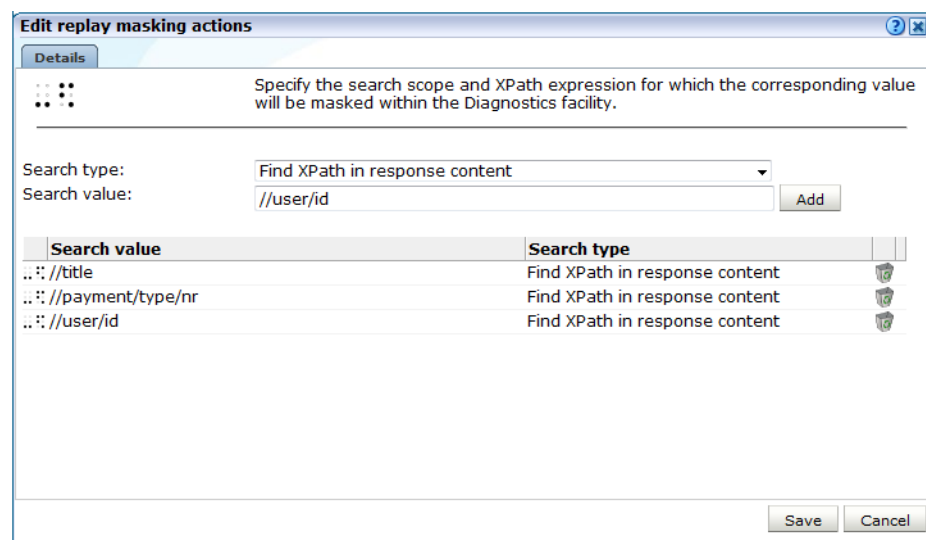 Edit replay masking actions
Details
Specify the search scope and XPath expression for which the corresponding value
will be masked within the Diagnostics facility.
Search type: Find XPath in response content
Search value: //user/id Add
Search value Search type
//title Find XPath in response content
//payment/type/nr Find XPath in response content
//user/id Find XPath in response content
Save Cancel